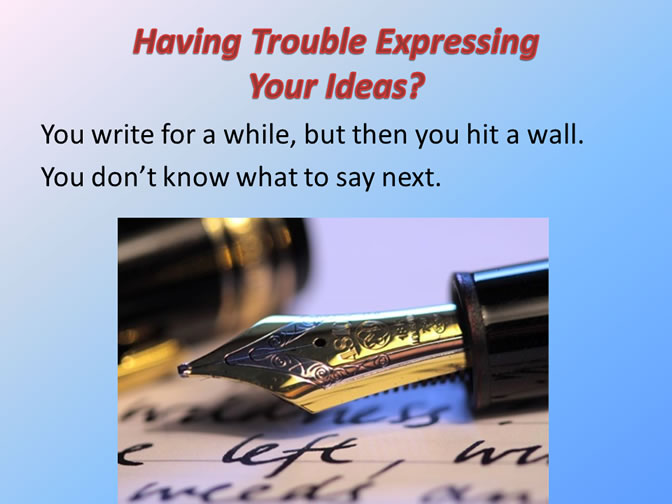 Having Trouble Expressing
Your Ideas?
You write for a while, but then you hit a wall.
You don’t know what to say next.
left,
needs